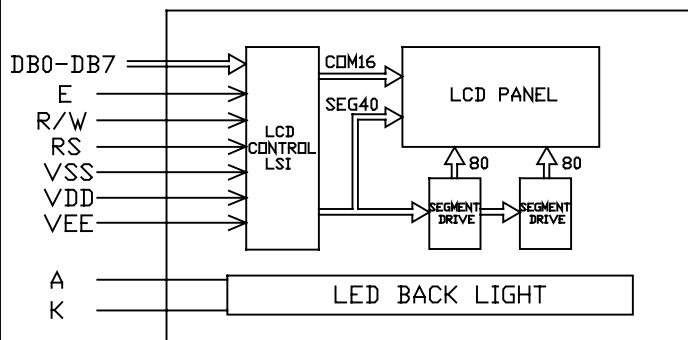 DB0-DB7
E
R/W
RS
VSS
VDD
VEE
A
K
LCD
CONTROL
LSI
COM16
SEG40
LCD PANEL
80
80
SEGMENT
DRIVE
SEGMENT
DRIVE
LED BACK LIGHT